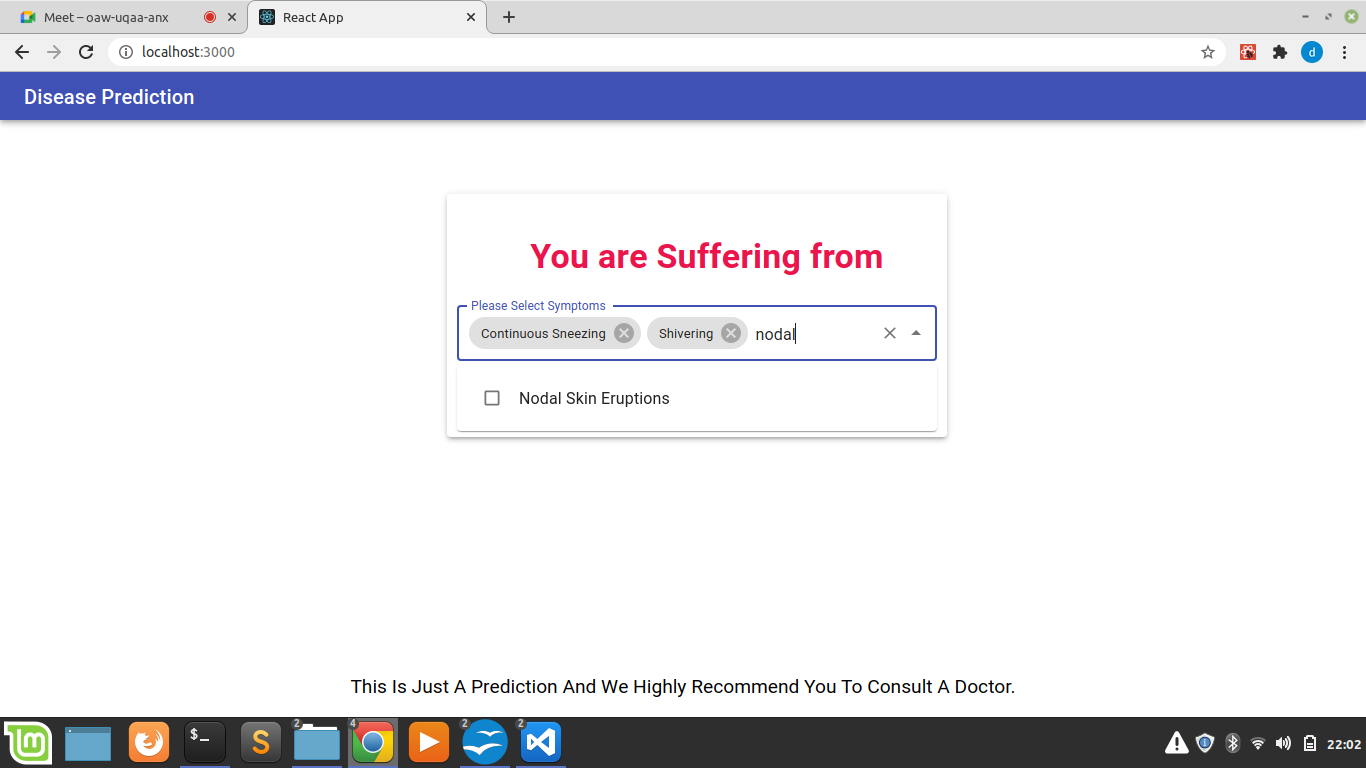 Meet – oaw-uqaa-anx
React App
localhost:3000
d
Disease Prediction
You are Suffering from
Please Select Symptoms
Continuous Sneezing
Shivering
nodal
Nodal Skin Eruptions
This Is Just A Prediction And We Highly Recommend You To Consult A Doctor.
$_
S
2
4
2
2
22:02